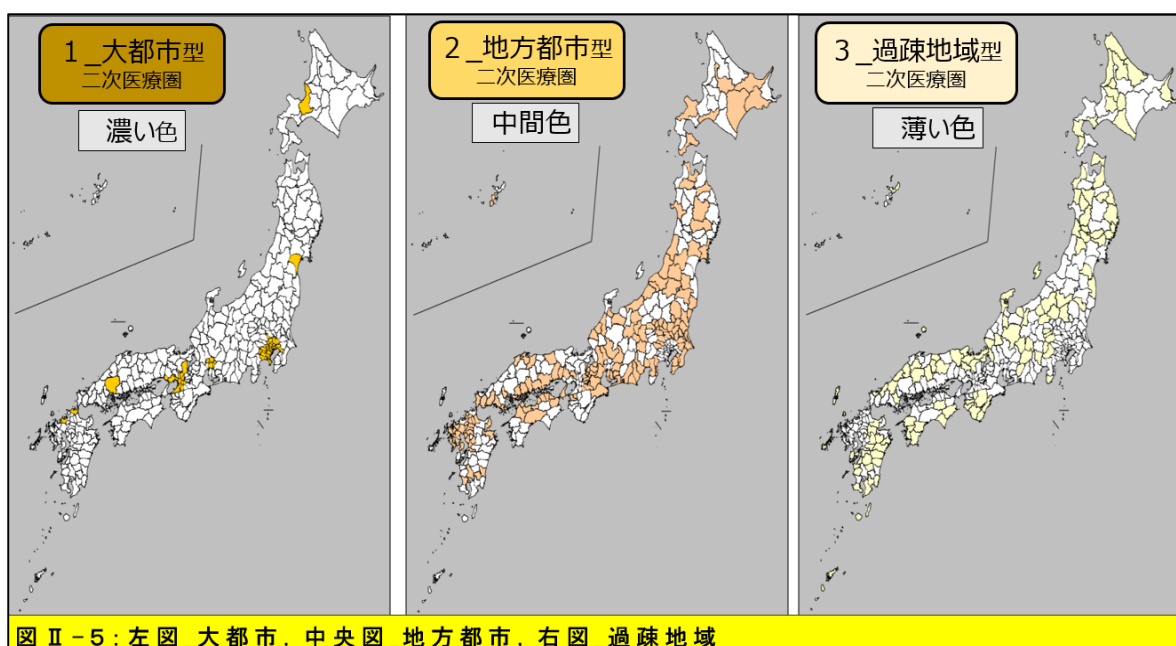 1_大都市型
二次医療圏
濃い色
2_地方都市型
二次医療圏
中間色
3_過疎地域型
二次医療圏
薄い色
図Ⅱ-5:左図 大都市, 中央図 地方都市, 右図 過疎地域